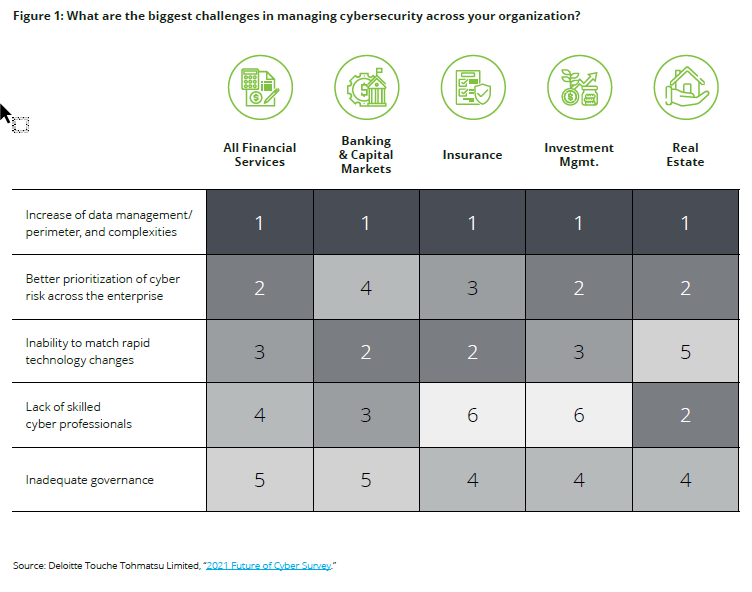 Figure 1: What are the biggest challenges in managing cybersecurity across your organization?
All Financial
Services
Banking
& Capital
Markets
Insurance
Investment
Mgmt.
Real
Estate
Increase of data management/
perimeter, and complexities
1 1 1 1 1
Better prioritization of cyber
risk across the enterprise
2 4 3 2 2
Inability to match rapid
technology changes
3 2 2 3 5
Lack of skilled
cyber professionals
4 3 6 6 2
Inadequate governance
5 5 4 4 4
Source: Deloitte Touche Tohmatsu Limited, “2021 Future of Cyber Survey.”